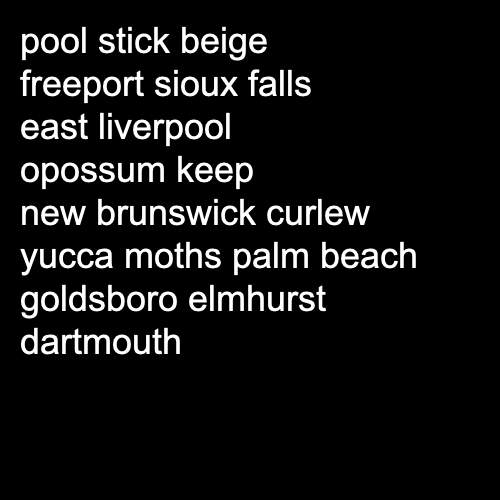 pool stick beige
freeport sioux falls
east liverpool
opossum keep
new brunswick curlew
yucca moths palm beach
goldsboro elmhurst
dartmouth